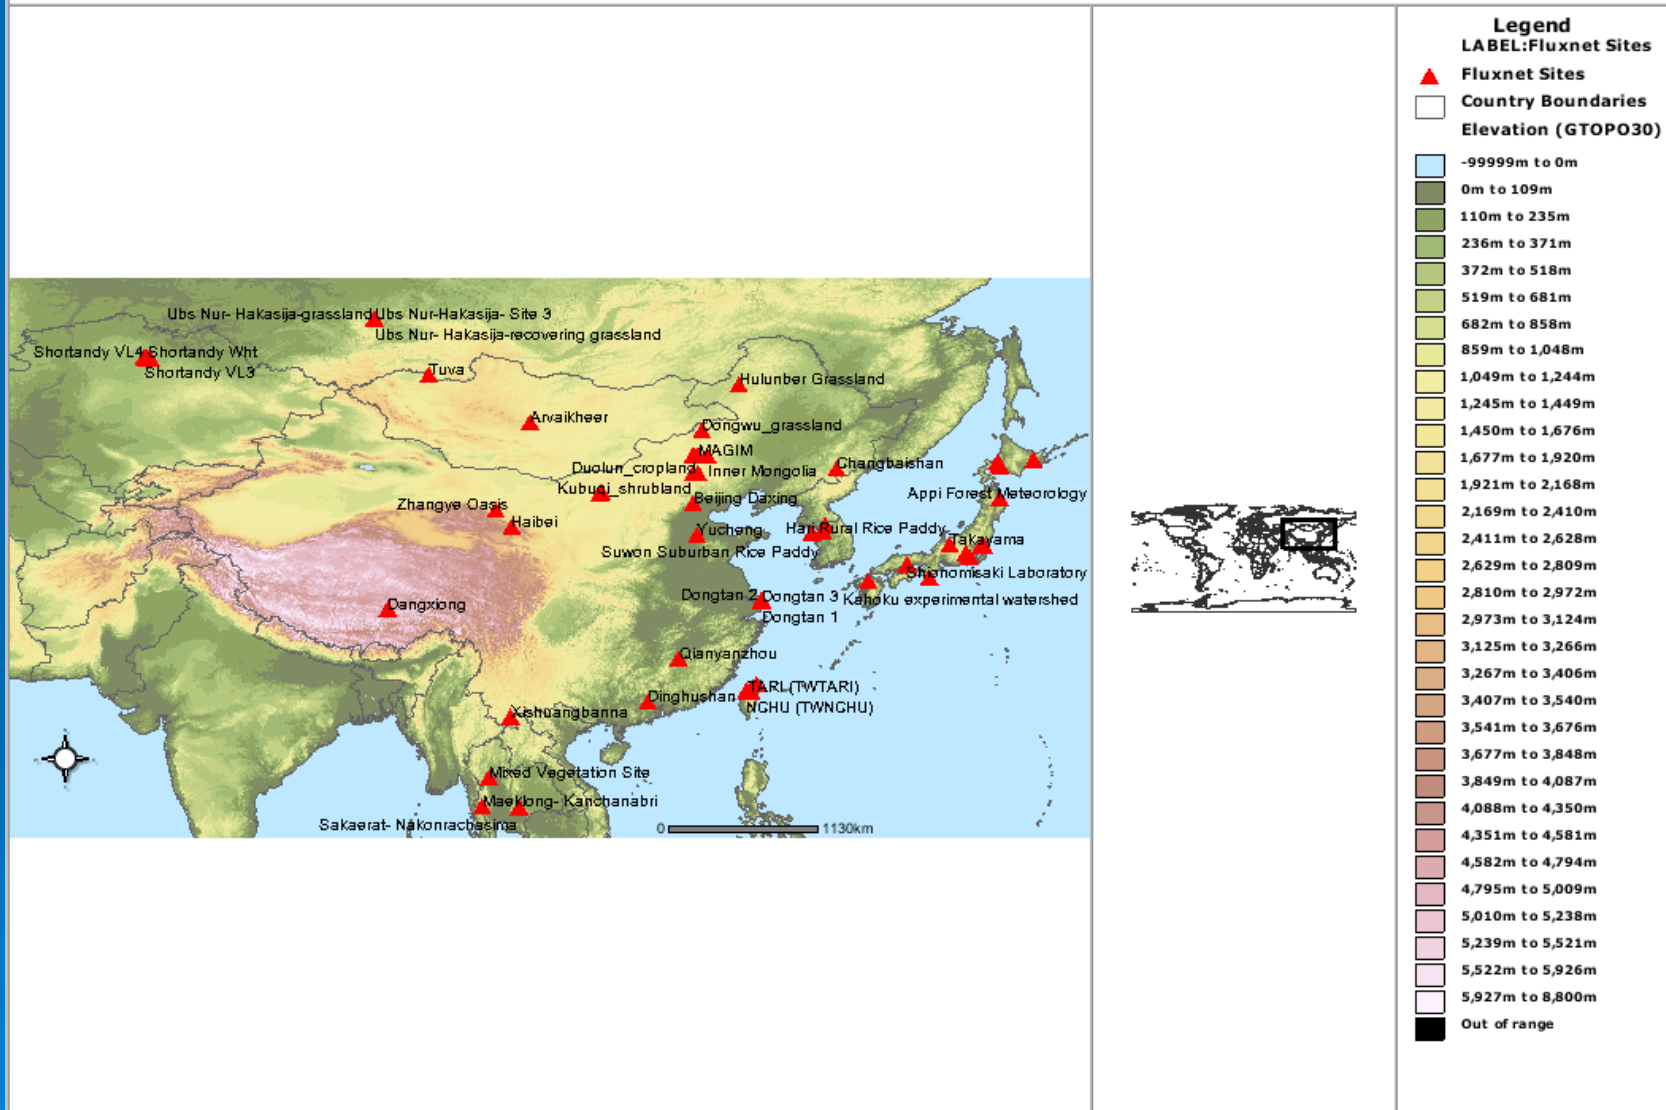 Ubs Nur- Hakasija-grassland Ubs Nur-Hakasija- Site 3
Ubs Nur- Hakasija-recovering grassland
Shortandy VL4 Shortandy Wht
Shortandy VL3
Tuva
Hulunber Grassland
Arvaikheer
Dongwu_grassland
MAGIM
Duolun_cropland
Inner Mongolia
Changbaishan
Kubuqi_shrubland
Beijing Daxing
Appi Forest Meteorology
Zhangye Oasis
Haibei
Yucheng
Hari Rural Rice Paddy
Takayama
Suwon Suburban Rice Paddy
Shionomisaki Laboratory
Dongtan 2 Dongtan 3
Kahoku experimental watershed
Dangxiong
Dongtan 1
Qianyanzhou
TARI_(TWTARI)
Dinghushan
NCHU (TWNCHU)
Xishuangbanna
Mixed Vegetation Site
Maeklong- Kanchanabri
Sakaerat- Nakonrachasima
0 1130km
Legend
LABEL:Fluxnet Sites
Fluxnet Sites
Country Boundaries
Elevation (GTOPO30)
-99999m to 0m
0m to 109m
110m to 235m
236m to 371m
372m to 518m
519m to 681m
682m to 858m
859m to 1,048m
1,049m to 1,244m
1,245m to 1,449m
1,450m to 1,676m
1,677m to 1,920m
1,921m to 2,168m
2,169m to 2,410m
2,411m to 2,628m
2,629m to 2,809m
2,810m to 2,972m
2,973m to 3,124m
3,125m to 3,266m
3,267m to 3,406m
3,407m to 3,540m
3,541m to 3,676m
3,677m to 3,848m
3,849m to 4,087m
4,088m to 4,350m
4,351m to 4,581m
4,582m to 4,794m
4,795m to 5,009m
5,010m to 5,238m
5,239m to 5,521m
5,522m to 5,926m
5,927m to 8,800m
Out of range